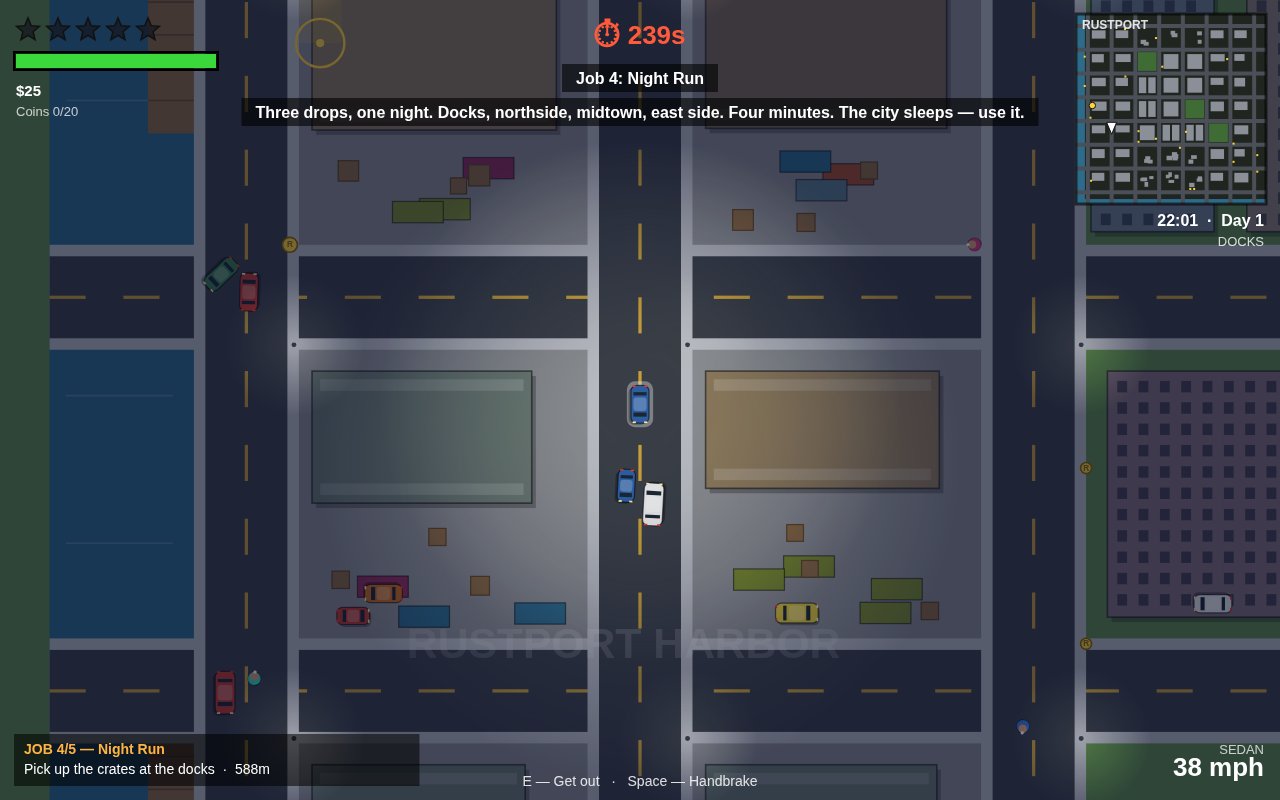 239s
Job 4: Night Run
Three drops, one night. Docks, northside, midtown, east side. Four minutes. The city sleeps — use it.
$25
Coins 0/20
RUSTPORT
22:01 · Day 1
DOCKS
R
R
R
RUSTPORT HARBOR
JOB 4/5 — Night Run
Pick up the crates at the docks · 588m
E — Get out · Space — Handbrake
SEDAN
38 mph